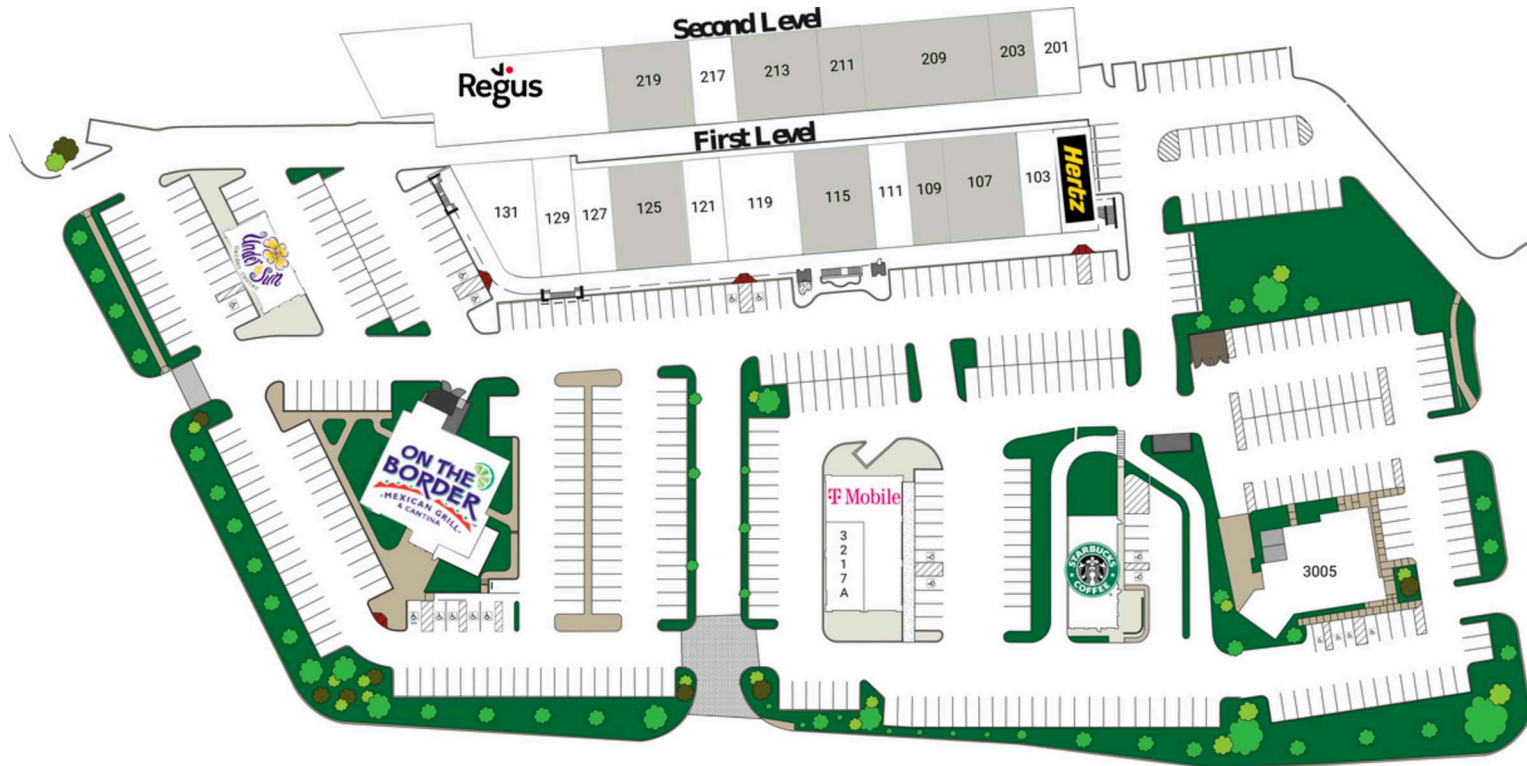 Second Level
Regus
219
217
213
211
209
203
201
First Level
131
129
127
125
121
119
115
111
109
107
103
Hertz
Under
Sun
ON THE
BORDER
MEXICAN GRILL
& CANTINA
T Mobile
3
2
1
7
A
STARBUCKS
COFFEE
3005